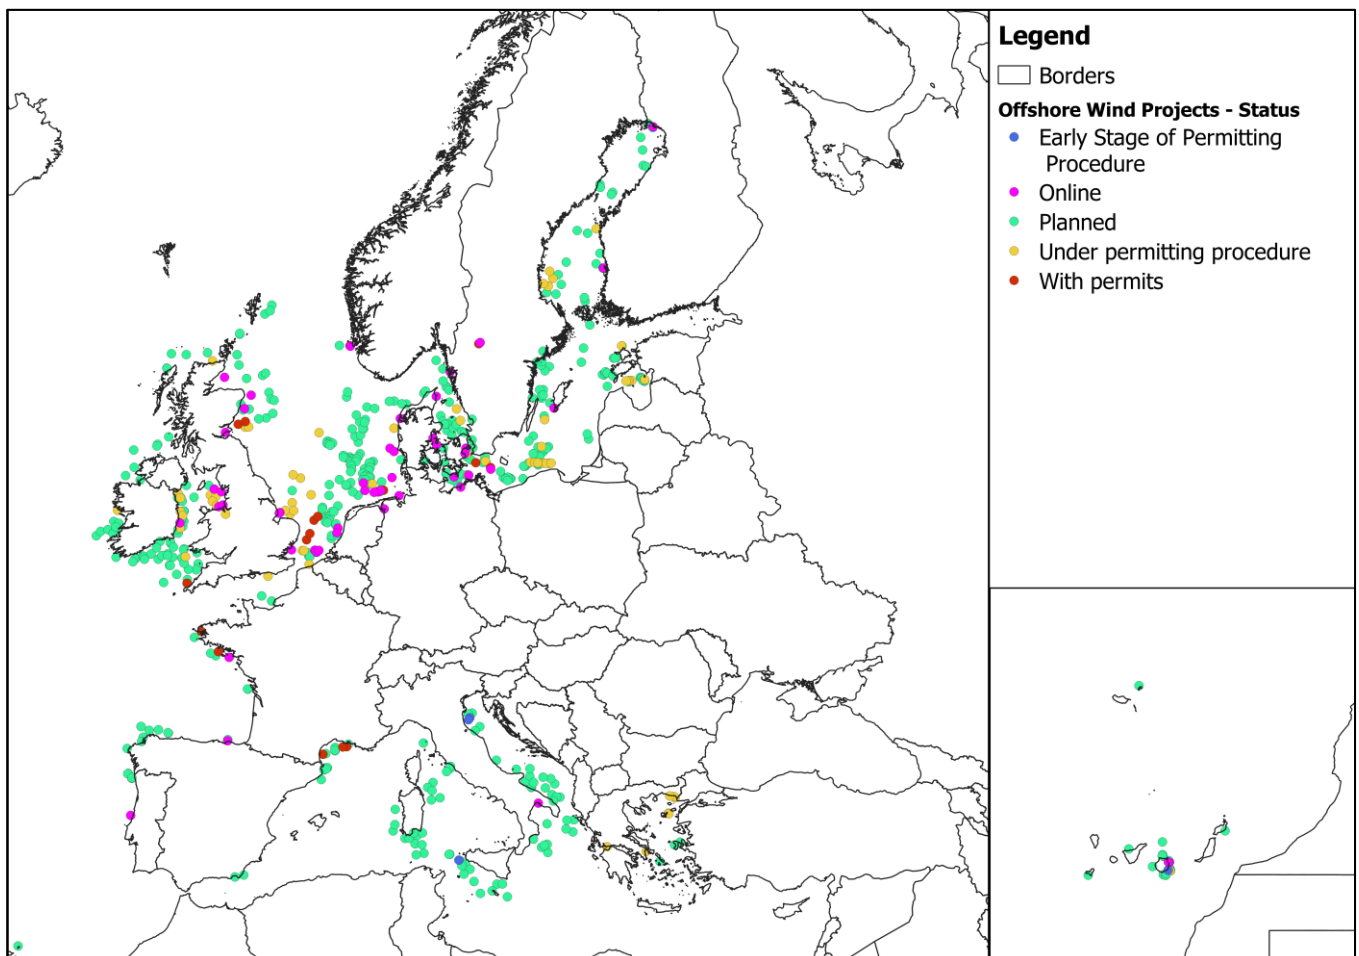 Legend
Borders
Offshore Wind Projects - Status
Early Stage of Permitting
Procedure
Online
Planned
Under permitting procedure
With permits